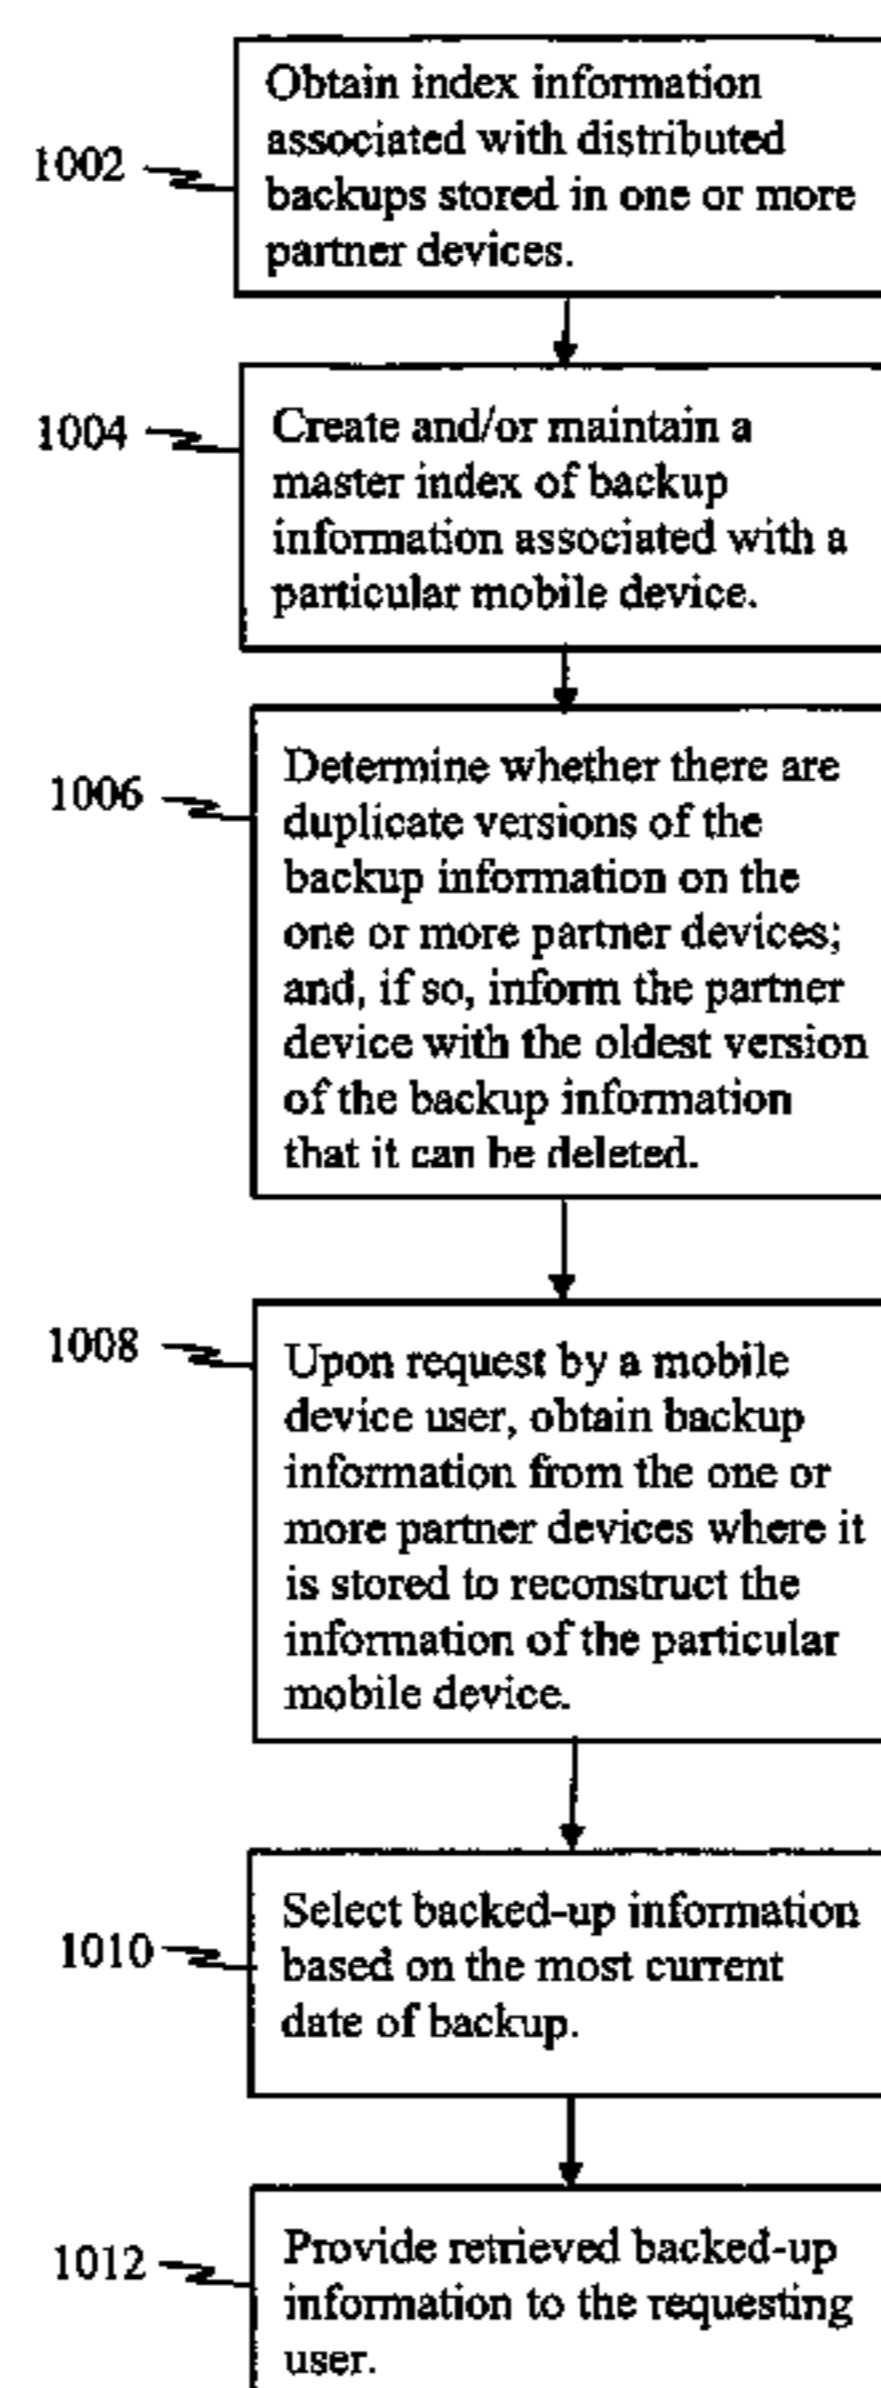 Obtain index information
associated with distributed
1002
backups stored in one or more
partner devices.
1004
Create and/or maintain a
master index of backup
information associated with a
particular mobile device.
1006
Determine whether there are
duplicate versions of the
backup information on the
one or more partner devices;
and, if so, inform the partner
device with the oldest version
of the backup information
that it can be deleted.
1008
Upon request by a mobile
device user, obtain backup
information from the one or
more partner devices where it
is stored to reconstruct the
information of the particular
mobile device.
1010
Select backed-up information
based on the most current
date of backup.
1012
Provide retrieved backed-up
information to the requesting
user.